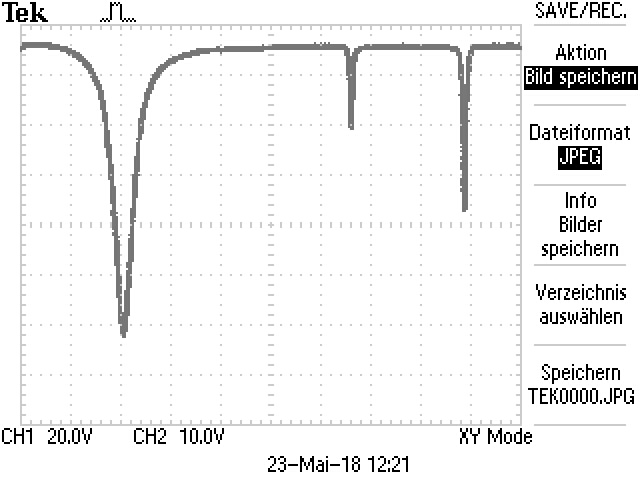 Tek
SAVE/REC.
Aktion
Bild speichern
Dateiformat
JPEG
Info
Bilder
speichern
Verzeichnis
auswählen
Speichern
TEK0000.JPG
CH1 20.0V CH2 10.0V XY Mode
23-Mai-18 12:21